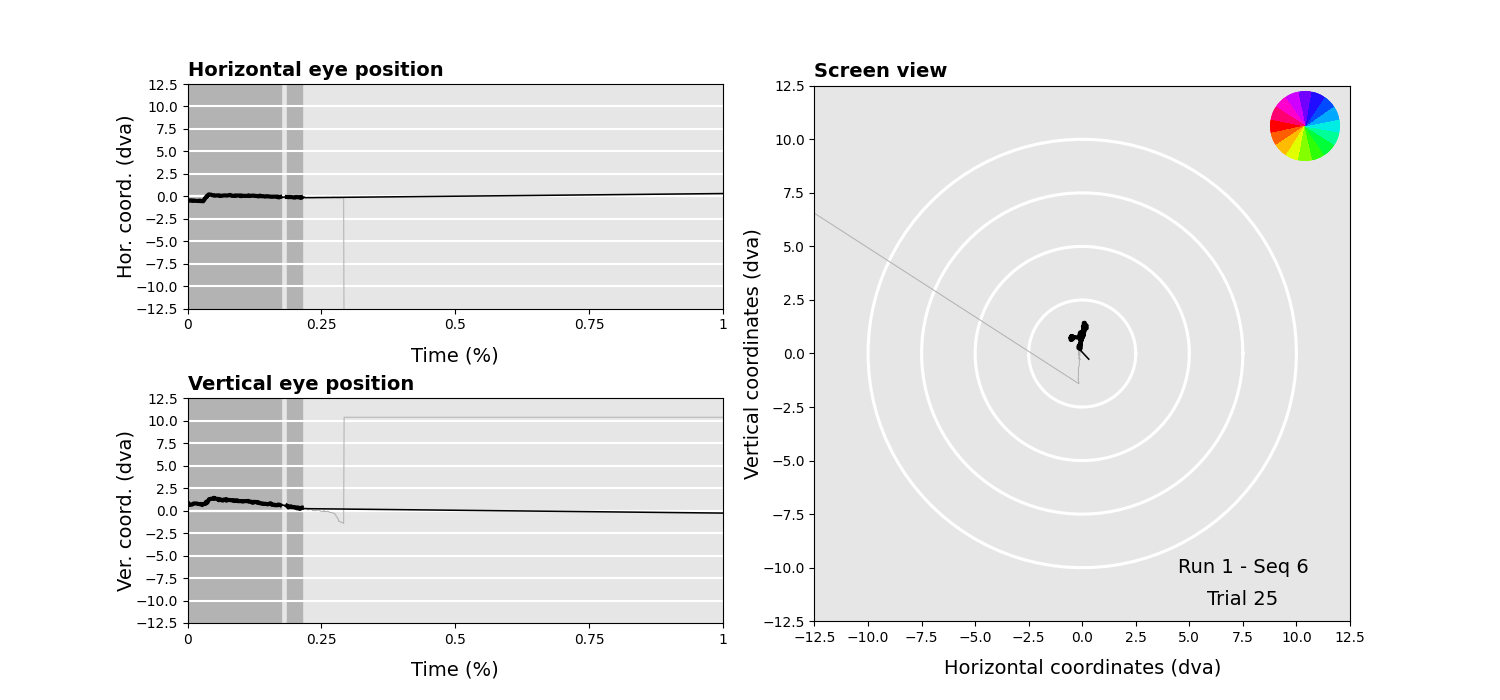 Horizontal eye position
12.5
10.0
7.5
5.0
2.5
0.0
−2.5
−5.0
−7.5
−10.0
−12.5
Hor. coord. (dva)
0 0.25 0.5 0.75 1
Time (%)
Vertical eye position
12.5
10.0
7.5
5.0
2.5
0.0
−2.5
−5.0
−7.5
−10.0
−12.5
Ver. coord. (dva)
0 0.25 0.5 0.75 1
Time (%)
Screen view
12.5
10.0
7.5
5.0
2.5
0.0
−2.5
−5.0
−7.5
−10.0
−12.5
Vertical coordinates (dva)
Run 1 - Seq 6
Trial 25
−12.5 −10.0 −7.5 −5.0 −2.5 0.0 2.5 5.0 7.5 10.0 12.5
Horizontal coordinates (dva)